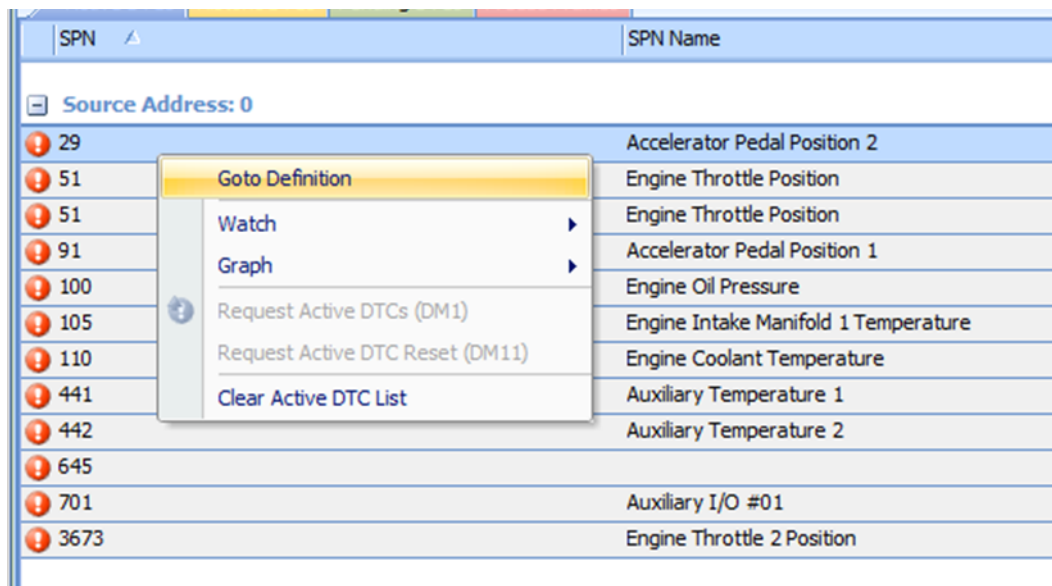 SPN SPN Name
Source Address: 0
29 Accelerator Pedal Position 2
Goto Definition
51 Engine Throttle Position
51 Engine Throttle Position
Watch
91 Accelerator Pedal Position 1
Graph
100 Engine Oil Pressure
Request Active DTCs (DM1)
105 Engine Intake Manifold 1 Temperature
Request Active DTC Reset (DM11)
110 Engine Coolant Temperature
441 Auxiliary Temperature 1
Clear Active DTC List
442 Auxiliary Temperature 2
645
701 Auxiliary I/O #01
3673 Engine Throttle 2 Position